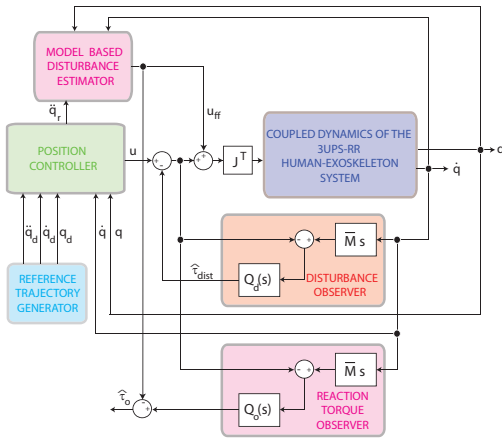 MODEL BASED
DISTURBANCE
ESTIMATOR
q̈r
uff
POSITION
CONTROLLER
u
+
-
+
+
J^T
COUPLED DYNAMICS OF THE
3UPS-RR
HUMAN-EXOSKELETON
SYSTEM
q
q̇
q̈d q̇d qd
q̇ q
REFERENCE
TRAJECTORY
GENERATOR
τ̂dist
-
+
M̅ s
Qd(s)
DISTURBANCE
OBSERVER
-
+
M̅ s
Qo(s)
REACTION
TORQUE
OBSERVER
τ̂o
-
+